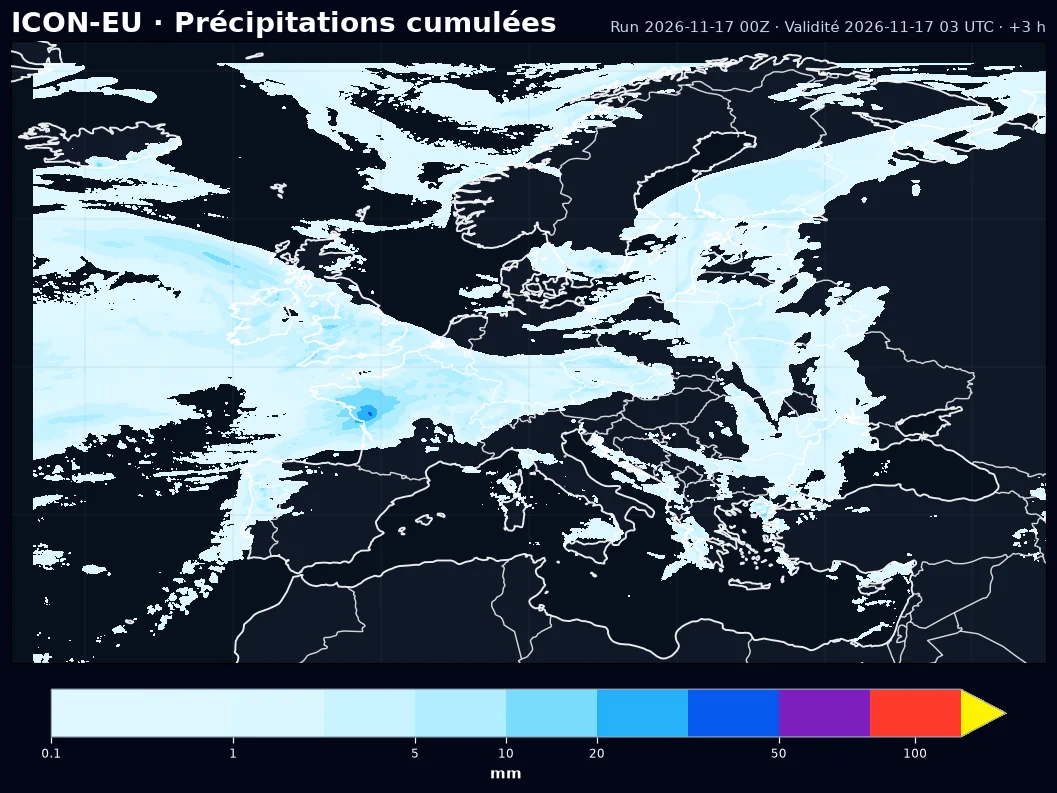 ICON-EU · Précipitations cumulées
Run 2026-11-17 00Z · Validité 2026-11-17 03 UTC · +3 h
0.1 1 5 10 20 50 100
mm